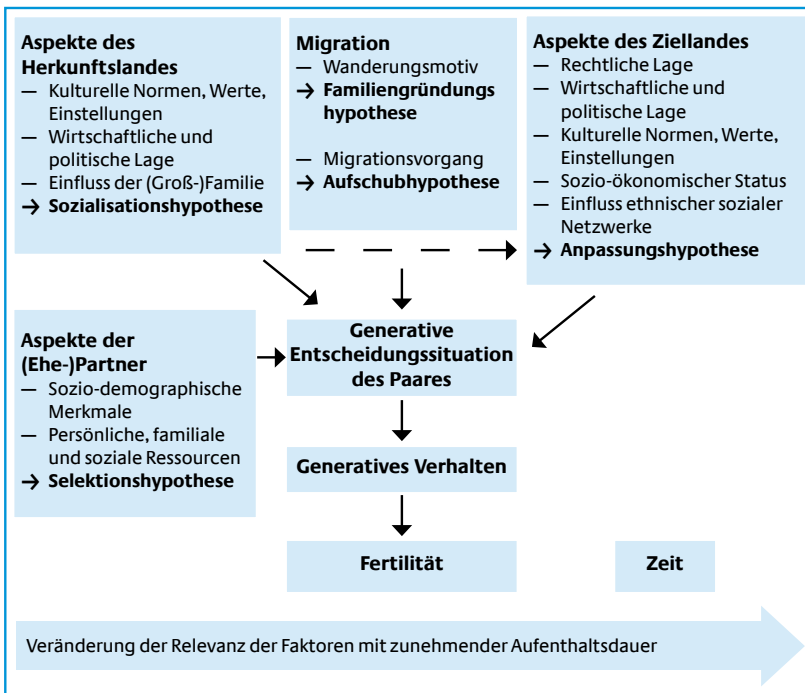 Aspekte des
Herkunftslandes
— Kulturelle Normen, Werte,
Einstellungen
— Wirtschaftliche und
politische Lage
— Einfluss der (Groß-)Familie
→ Sozialisationshypothese
Migration
— Wanderungsmotiv
→ Familiengründungs
hypothese
— Migrationsvorgang
→ Aufschubhypothese
Aspekte des Ziellandes
— Rechtliche Lage
— Wirtschaftliche und
politische Lage
— Kulturelle Normen, Werte,
Einstellungen
— Sozio-ökonomischer Status
— Einfluss ethnischer sozialer
Netzwerke
→ Anpassungshypothese
Aspekte der
(Ehe-)Partner
— Sozio-demographische
Merkmale
— Persönliche, familiale
und soziale Ressourcen
→ Selektionshypothese
Generative
Entscheidungssituation
des Paares
Generatives Verhalten
Fertilität
Zeit
Veränderung der Relevanz der Faktoren mit zunehmender Aufenthaltsdauer